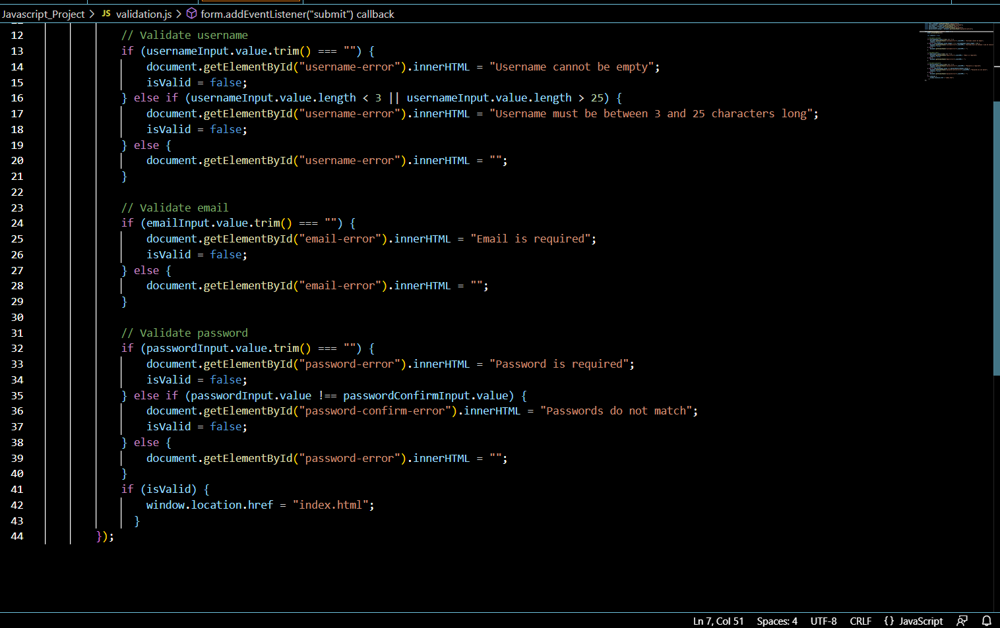 Javascript_Project > JS validation.js > form.addEventListener("submit") callback
12 // Validate username
13 if (usernameInput.value.trim() === "") {
14 document.getElementById("username-error").innerHTML = "Username cannot be empty";
15 isValid = false;
16 } else if (usernameInput.value.length < 3 || usernameInput.value.length > 25) {
17 document.getElementById("username-error").innerHTML = "Username must be between 3 and 25 characters long";
18 isValid = false;
19 } else {
20 document.getElementById("username-error").innerHTML = "";
21 }
22
23 // Validate email
24 if (emailInput.value.trim() === "") {
25 document.getElementById("email-error").innerHTML = "Email is required";
26 isValid = false;
27 } else {
28 document.getElementById("email-error").innerHTML = "";
29 }
30
31 // Validate password
32 if (passwordInput.value.trim() === "") {
33 document.getElementById("password-error").innerHTML = "Password is required";
34 isValid = false;
35 } else if (passwordInput.value !== passwordConfirmInput.value) {
36 document.getElementById("password-confirm-error").innerHTML = "Passwords do not match";
37 isValid = false;
38 } else {
39 document.getElementById("password-error").innerHTML = "";
40 }
41 if (isValid) {
42 window.location.href = "index.html";
43 }
44 });
Ln 7, Col 51 Spaces: 4 UTF-8 CRLF {} JavaScript